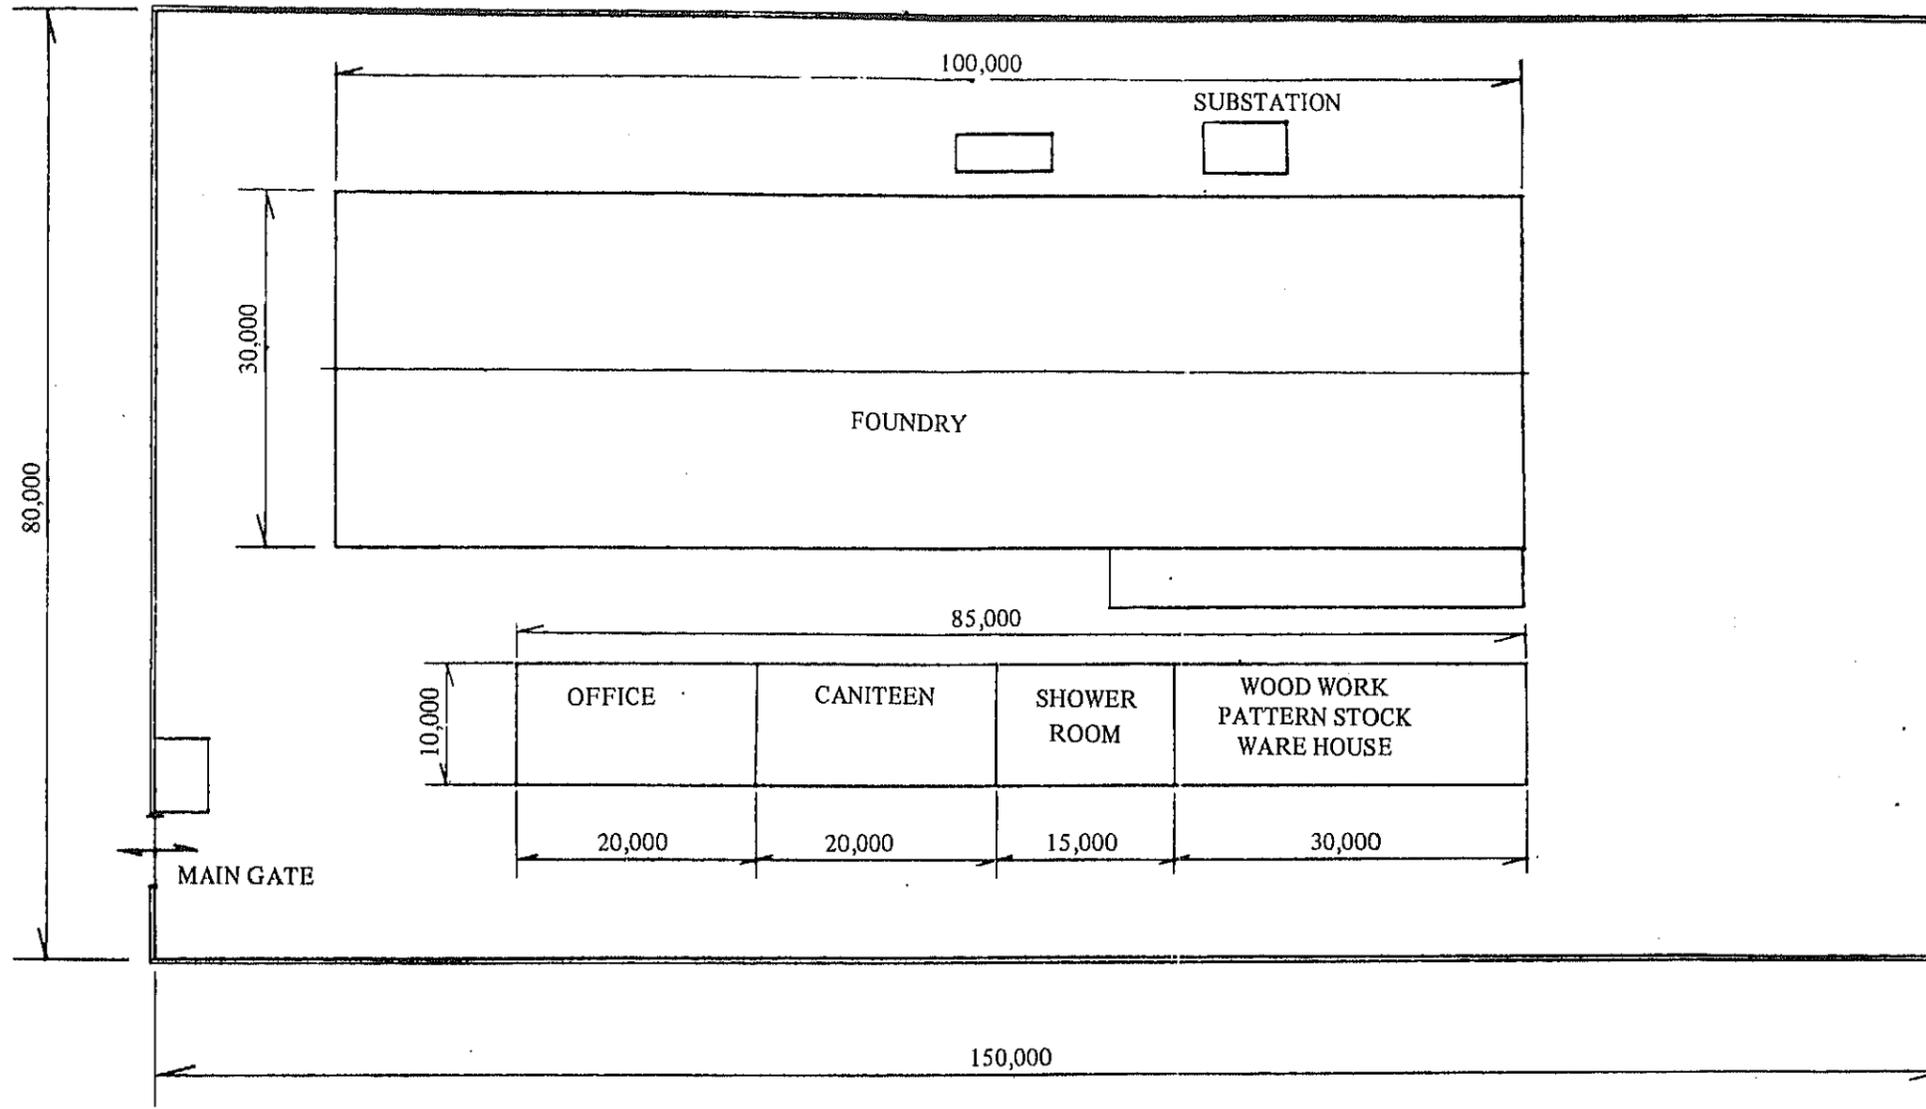 100,000
SUBSTATION
30,000
FOUNDRY
80,000
85,000
10,000
OFFICE
CANITEEN
SHOWER
ROOM
WOOD WORK
PATTERN STOCK
WARE HOUSE
20,000
20,000
15,000
30,000
MAIN GATE
150,000